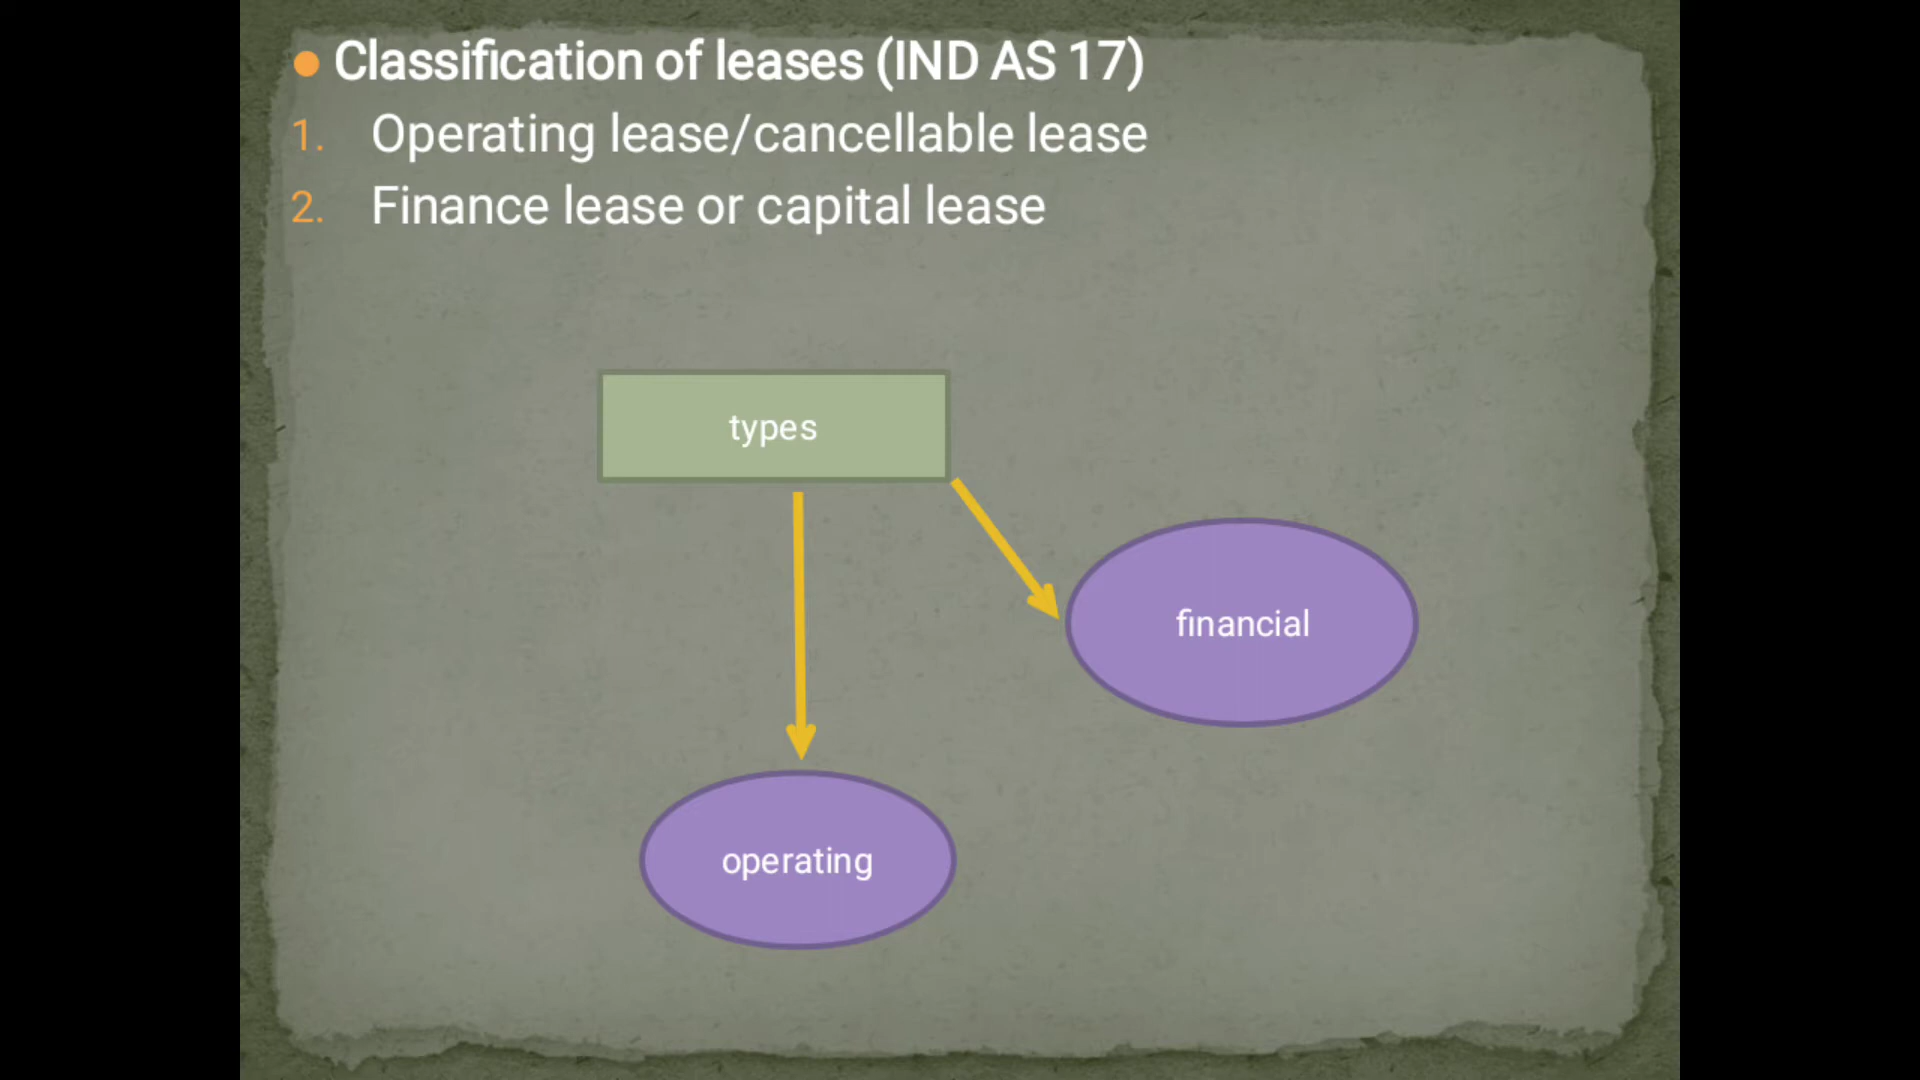 Classification of leases (IND AS 17)
1. Operating lease/cancellable lease
2. Finance lease or capital lease
types
financial
operating